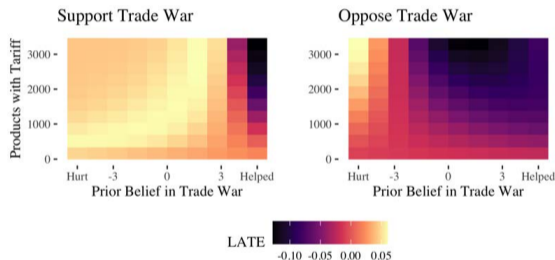 Support Trade War
Oppose Trade War
Products with Tariff
3000
2000
1000
0
Hurt -3 0 3 Helped
Prior Belief in Trade War
3000
2000
1000
0
Hurt -3 0 3 Helped
Prior Belief in Trade War
LATE
-0.10 -0.05 0.00 0.05